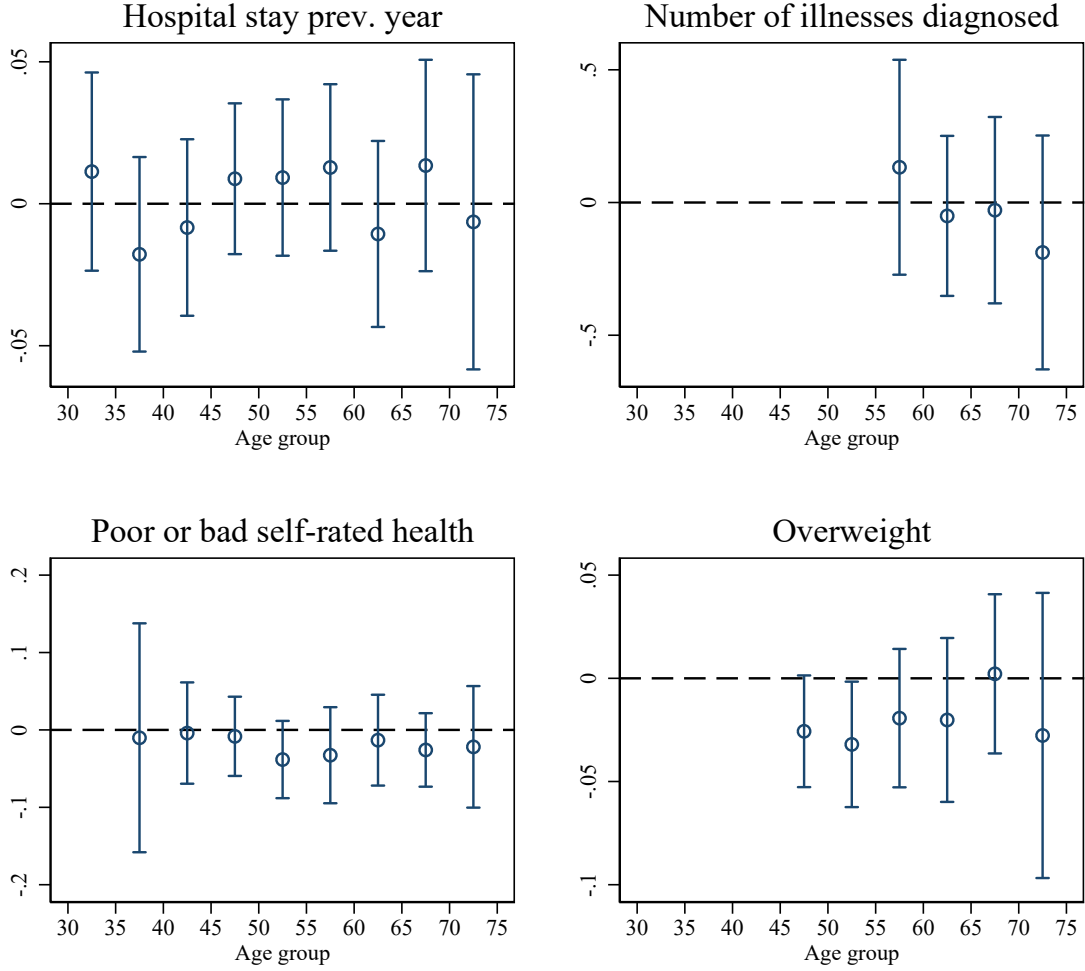 Hospital stay prev. year
.05
0
-.05
30 35 40 45 50 55 60 65 70 75
Age group
Number of illnesses diagnosed
.5
0
-.5
30 35 40 45 50 55 60 65 70 75
Age group
Poor or bad self-rated health
.2
.1
0
-.1
-.2
30 35 40 45 50 55 60 65 70 75
Age group
Overweight
.05
0
-.05
-.1
30 35 40 45 50 55 60 65 70 75
Age group